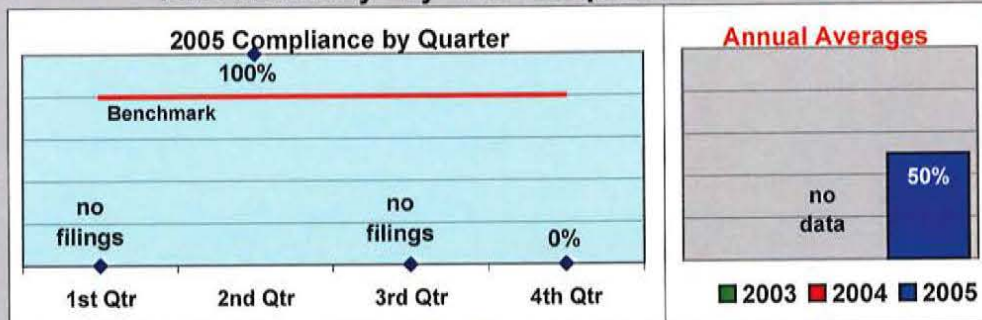 2005 Compliance by Quarter
100%
Benchmark
no
filings
no
filings
0%
1st Qtr 2nd Qtr 3rd Qtr 4th Qtr
Annual Averages
no
data
50%
2003 2004 2005